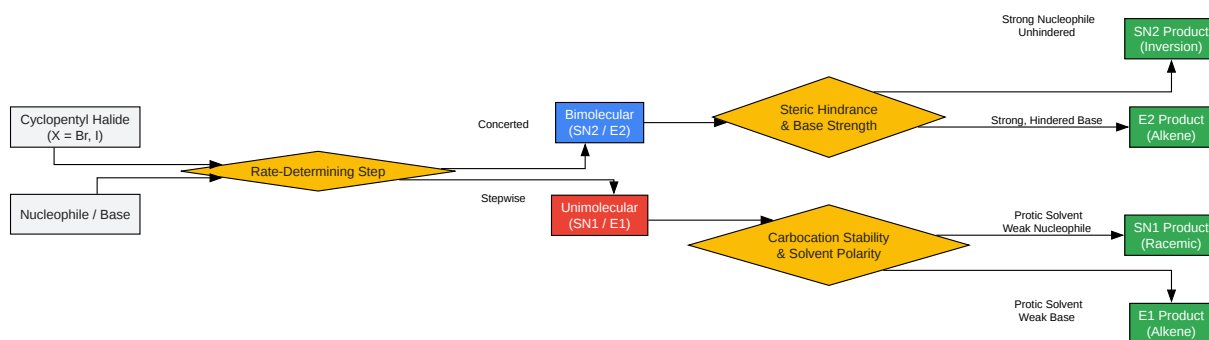 Cyclopentyl Halide
(X = Br, I)
Nucleophile / Base
Rate-Determining Step
Concerted
Stepwise
Bimolecular
(SN2 / E2)
Unimolecular
(SN1 / E1)
Steric Hindrance
& Base Strength
Carbocation Stability
& Solvent Polarity
Strong Nucleophile
Unhindered
Strong, Hindered Base
Protic Solvent
Weak Nucleophile
Protic Solvent
Weak Base
SN2 Product
(Inversion)
E2 Product
(Alkene)
SN1 Product
(Racemic)
E1 Product
(Alkene)